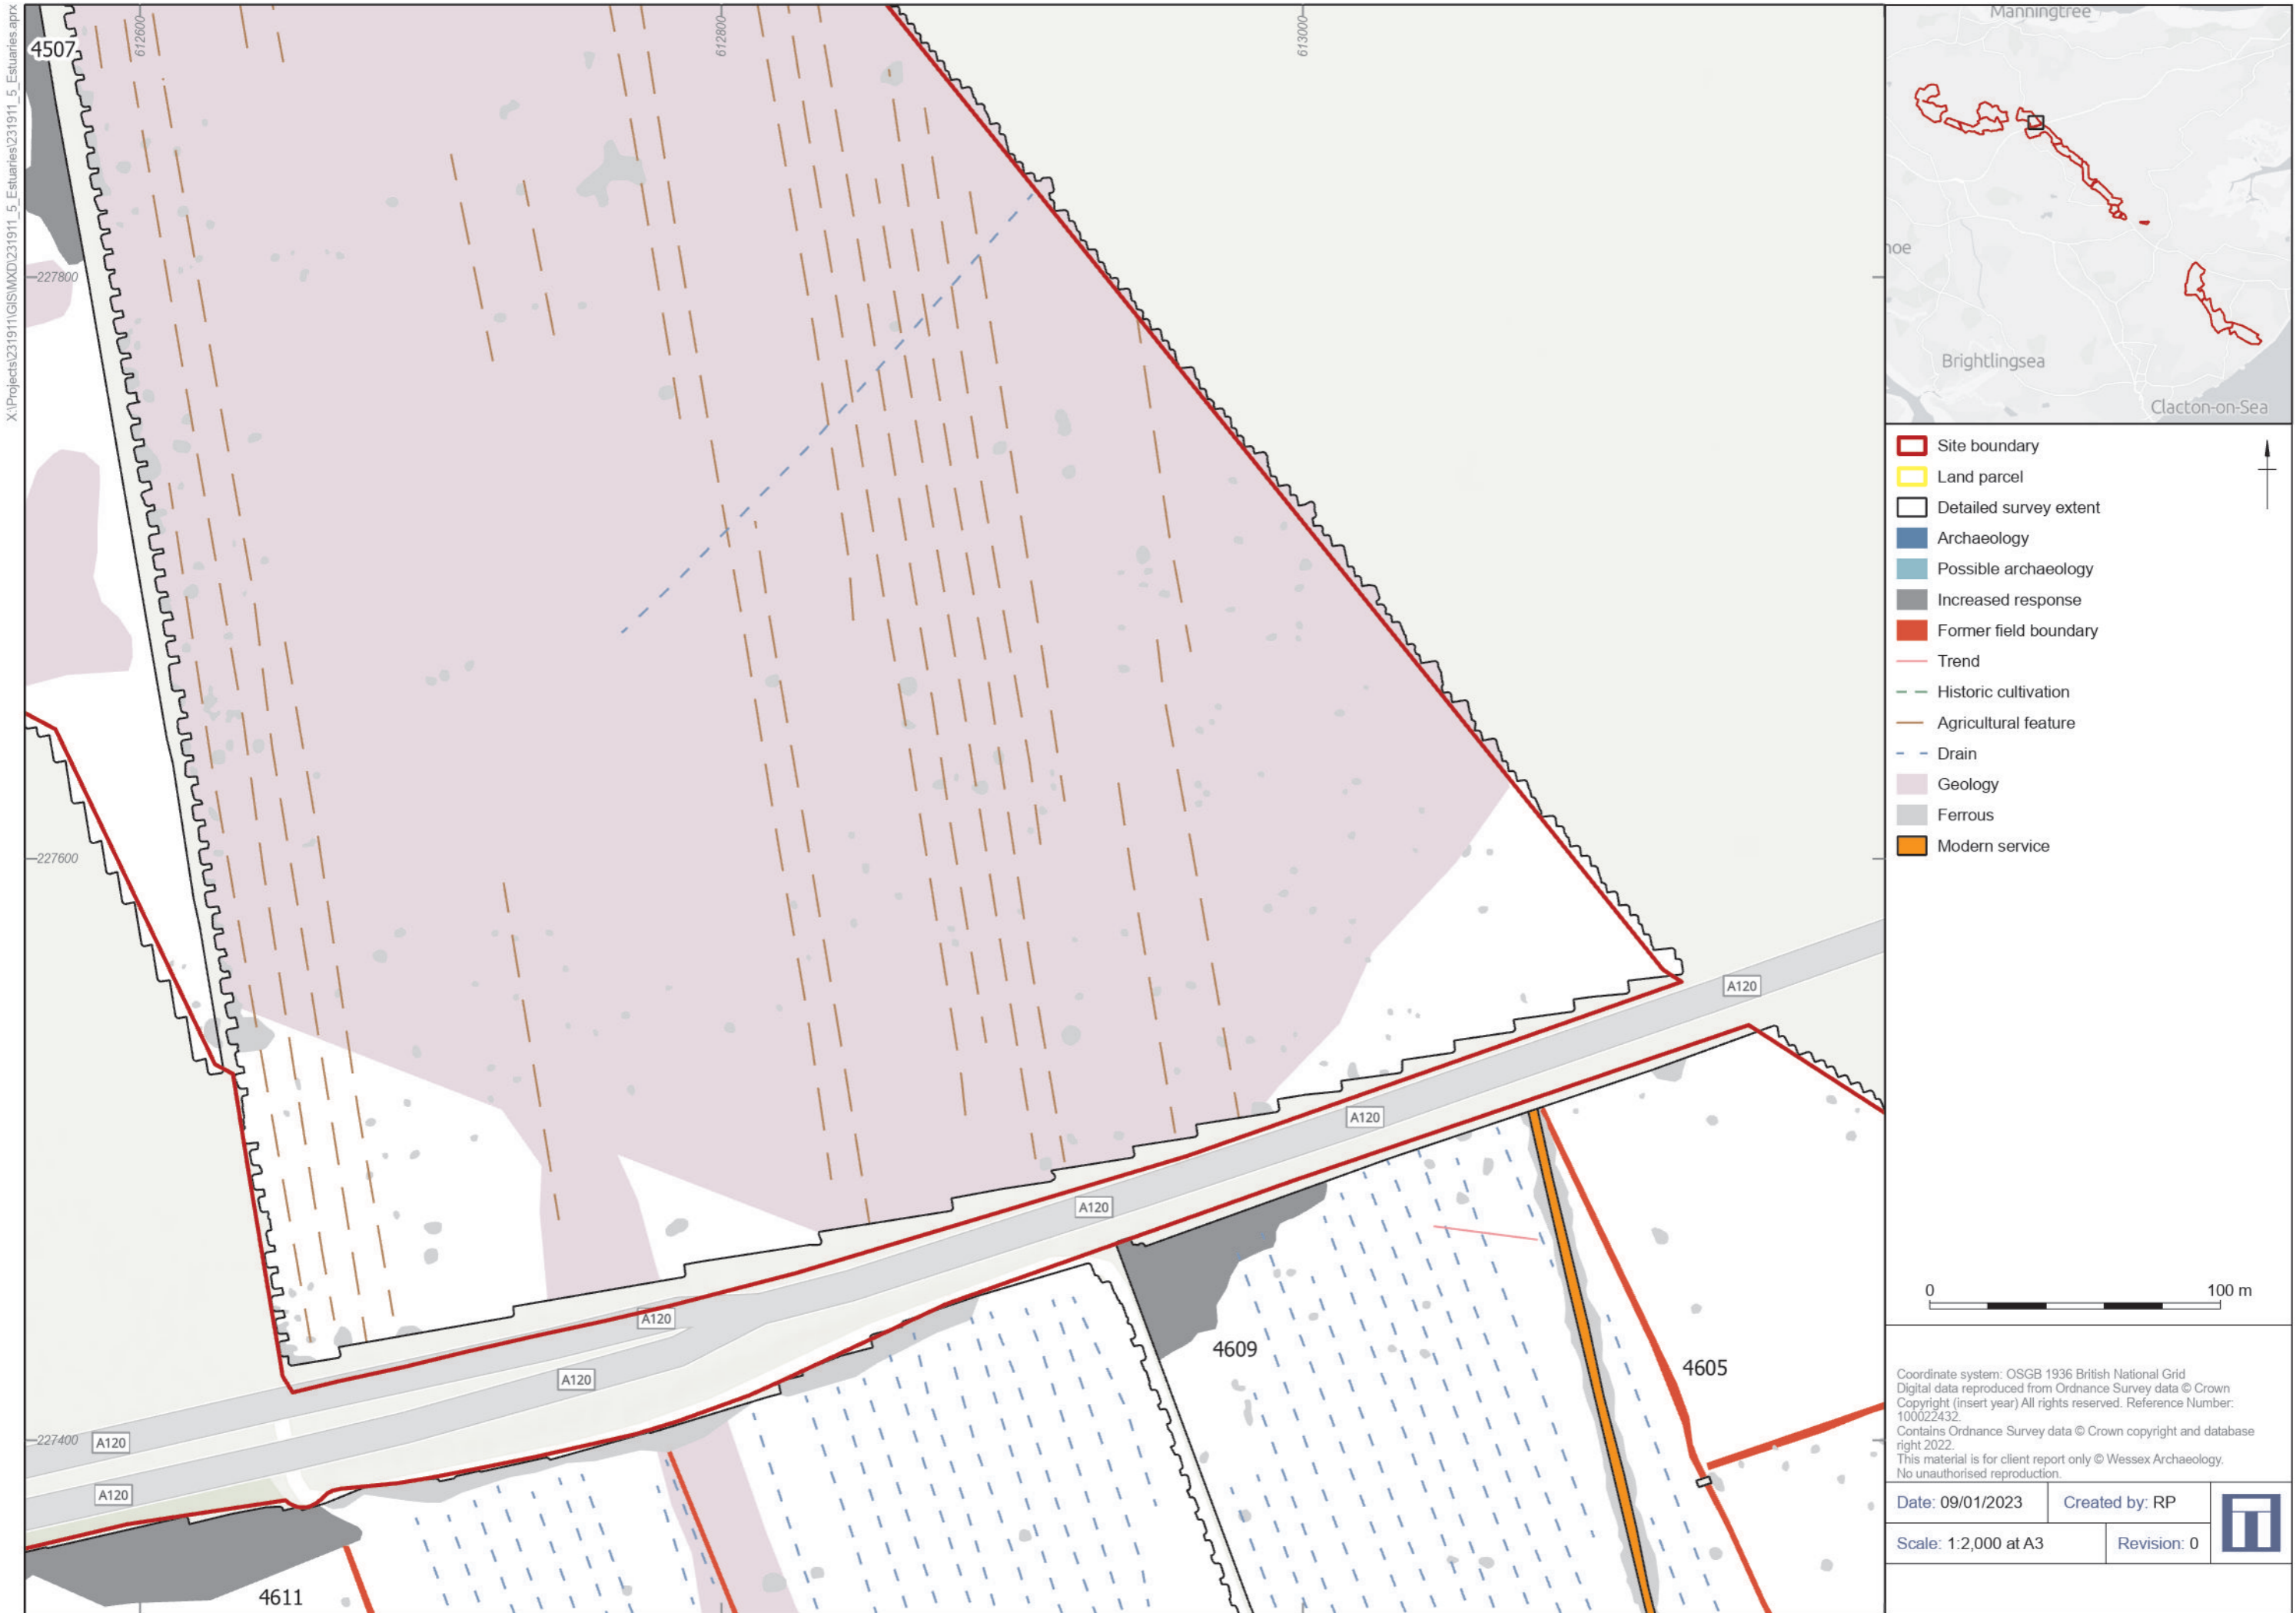 X:\Projects\231911\GIS\MXD\231911_5_Estuaries\231911_5_Estuaries.aprx
612600
612800
613000
4507
227800
227600
227400
A120
A120
A120
A120
A120
A120
A120
4609
4605
4611
Manningtree
hoe
Brightlingsea
Clacton-on-Sea
Site boundary
Land parcel
Detailed survey extent
Archaeology
Possible archaeology
Increased response
Former field boundary
Trend
Historic cultivation
Agricultural feature
Drain
Geology
Ferrous
Modern service
0 100 m
Coordinate system: OSGB 1936 British National Grid
Digital data reproduced from Ordnance Survey data © Crown
Copyright (insert year) All rights reserved. Reference Number:
100022432.
Contains Ordnance Survey data © Crown copyright and database
right 2022.
This material is for client report only © Wessex Archaeology.
No unauthorised reproduction.
Date: 09/01/2023 Created by: RP
Scale: 1:2,000 at A3 Revision: 0